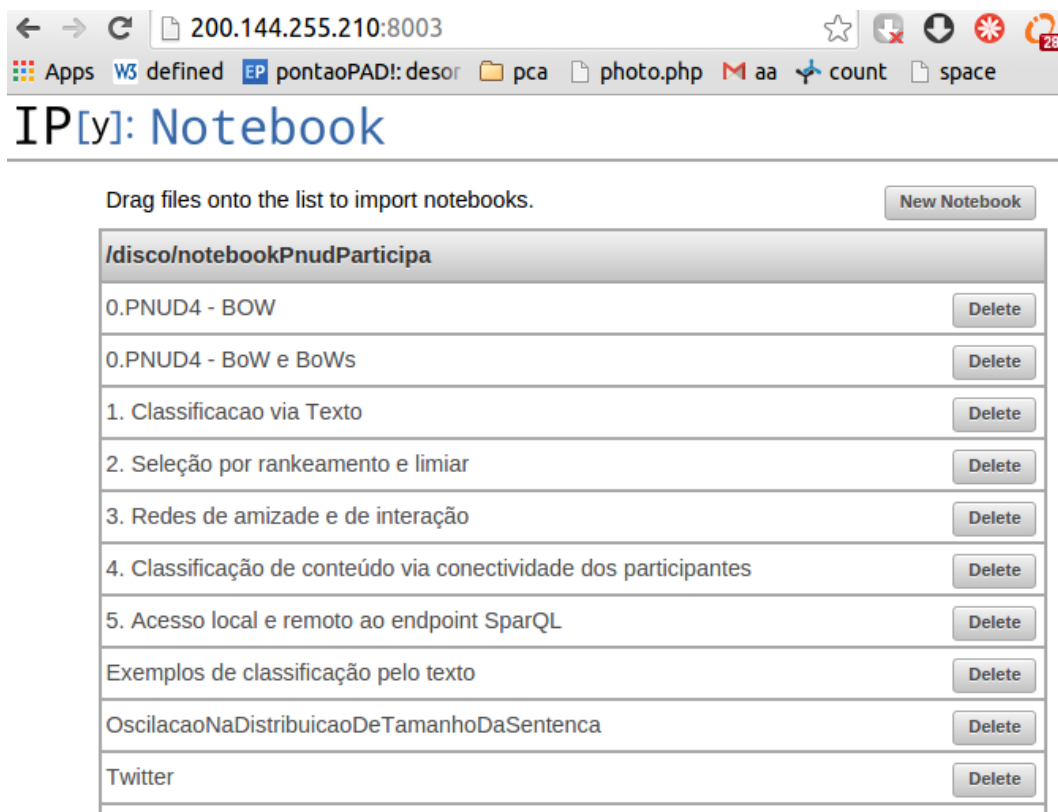 200.144.255.210:8003
28
Apps W3 defined EP pontaoPAD!: desor pca photo.php aa count space
IP[y]: Notebook
Drag files onto the list to import notebooks. New Notebook
/disco/notebookPnudParticipa
0.PNUD4 - BOW Delete
0.PNUD4 - BoW e BoWs Delete
1. Classificacao via Texto Delete
2. Seleção por rankeamento e limiar Delete
3. Redes de amizade e de interação Delete
4. Classificação de conteúdo via conectividade dos participantes Delete
5. Acesso local e remoto ao endpoint SparQL Delete
Exemplos de classificação pelo texto Delete
OscilacaoNaDistribuicaoDeTamanhoDaSentenca Delete
Twitter Delete